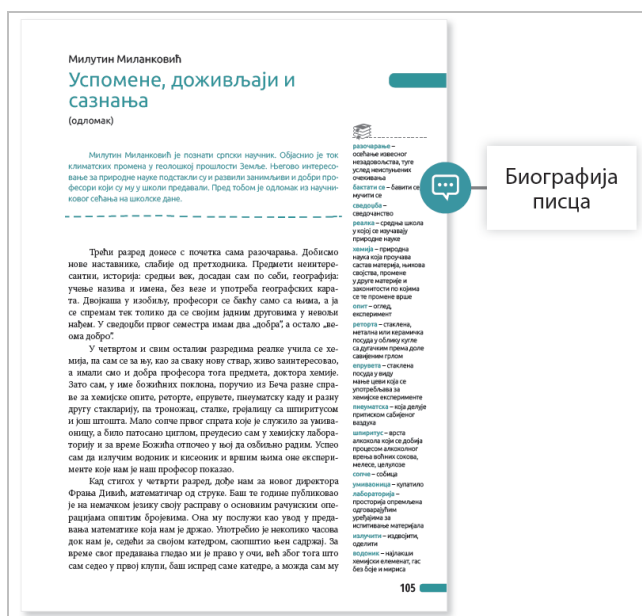 Милутин Миланковић
Успомене, доживљаји и
сазнања
(одломак)
Милутин Миланковић је познати српски научник. Објаснио је ток
климатских промена у геолошкој прошлости Земље. Његово интересо-
вање за природне науке подстакли су и развили занимљиви и добри про-
фесори који су му у школи предавали. Пред тобом је одломак из научни-
ковог сећања на школске дане.
Трећи разред донесе с почетка сама разочарања. Добисмо
нове наставнике, слабије од претходника. Предмети неинтере-
сантни, историја: средњи век, досадан сам по себи, географија:
учење назива и имена, без везе и употреба географских кара-
та. Двојкаша у изобиљу, професори се бакћу само са њима, а ја
се спремам тек толико да се својим јадним друговима у невољи
нађем. У сведоџби првог семестра имам два „добра”, а остало „ве-
ома добро”.
У четвртом и свим осталим разредима реалке учила се хе-
мија, па сам се за њу, као за сваку нову ствар, живо заинтересовао,
а имали смо и добра професора тога предмета, доктора хемије.
Зато сам, у име божићних поклона, поручио из Беча разне спра-
ве за хемијске опите, реторте, епрувете, пнеуматску каду и разну
другу стакларију, па троножац, сталке, грејалицу са шпиритусом
и још штошта. Мало сопче првог спрата које је служило за умива-
оницу, а било патосано циглом, преудесио сам у хемијску лабора-
торију и за време Божића отпочео у њој да озбиљно радим. Успео
сам да излучим водоник и кисеоник и вршим њима оне експери-
менте које нам је наш професор показао.
Кад стигох у четврти разред, дође нам за новог директора
Фрања Дивић, математичар од струке. Баш те године публиковао
је на немачком језику своју расправу о основним рачунским опе-
рацијама општим бројевима. Она му послужи као увод у преда-
вања математике која нам је држао. Употребио је неколико часова
док нам је, седећи за својом катедром, саопштио њен садржај. За
време свог предавања гледао ми је право у очи, већ због тога што
сам седео у првој клупи, баш испред саме катедре, а можда сам му
разочарање –
осећање извесног
незадовољства, туге
услед неиспуњених
очекивања
бактати се – бавити се
мучити се
сведоџба –
сведочанство
реалка – средња школа
у којој се изучавају
природне науке
хемија – природна
наука која проучава
састав материја, њихова
својства, промене
у друге материје и
законитости по којима
се те промене врше
опит – оглед,
експеримент
реторта – стаклена,
метална или керамичка
посуда у облику кугле
са дугачким према доле
савијеним грлом
епрувета – стаклена
посуда у виду
мање цеви која се
употребљава за
хемијске експерименте
пнеуматска – која делује
притиском сабијеног
ваздуха
шпиритус – врста
алкохола који се добија
процесом алкохолног
врења воћних сокова,
меласе, целулозе
сопче – собица
умиваоница – купатило
лабораторија –
просторија опремљена
одговарајућим
уређајима за
испитивање материјала
излучити – издвојити,
оделити
водоник – најлакши
хемијски елеменат, гас
без боје и мириса
105
Биографија
писца